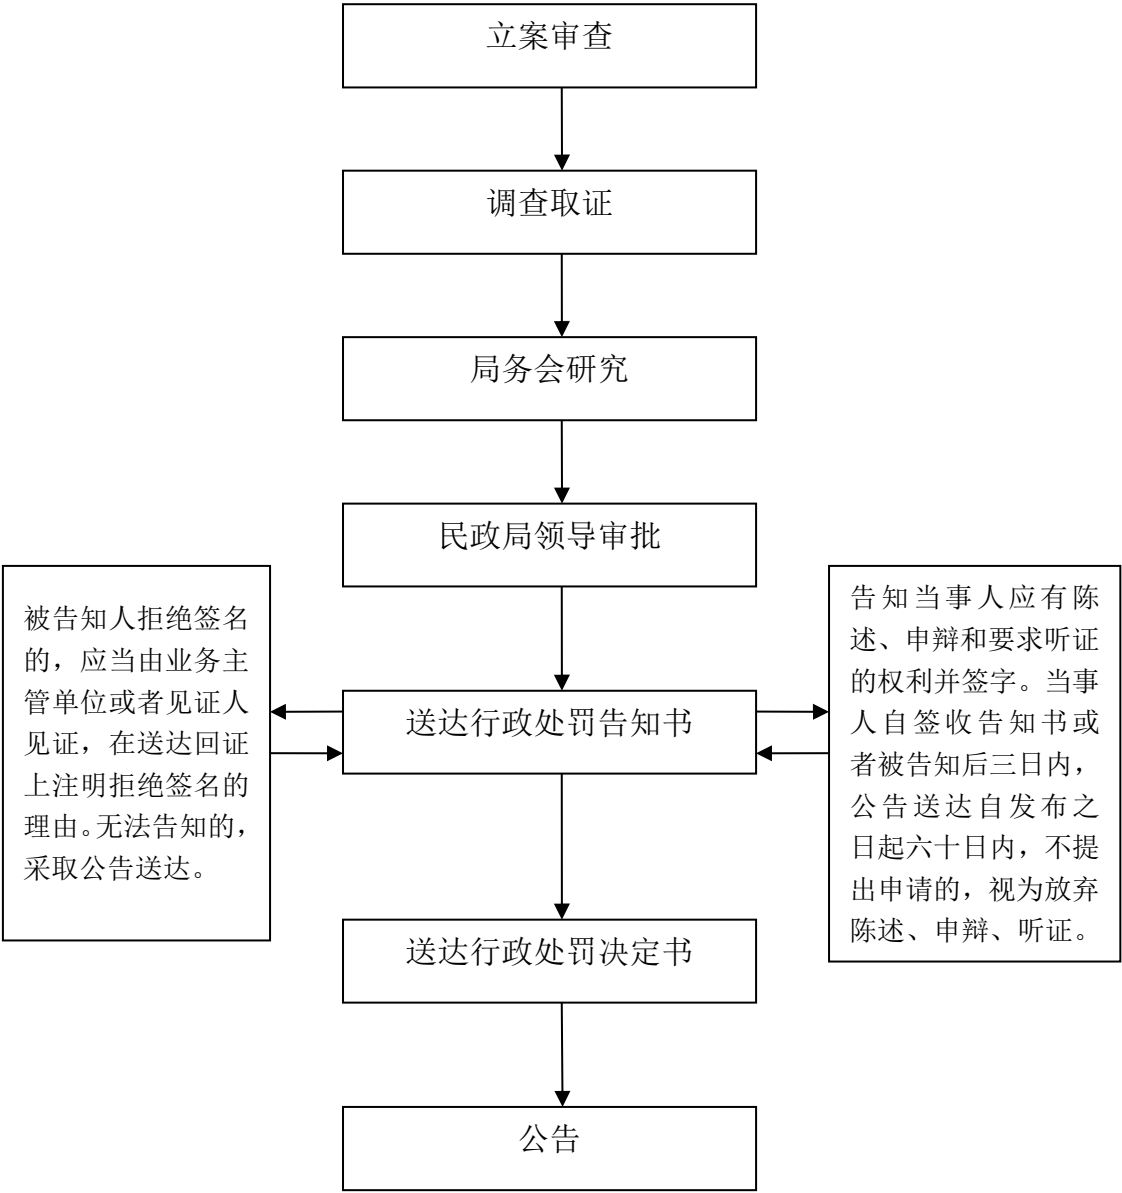 立案审查
调查取证
局务会研究
民政局领导审批
被告知人拒绝签名
的，应当由业务主
管单位或者见证人
见证，在送达回证
上注明拒绝签名的
理由。无法告知的，
采取公告送达。
送达行政处罚告知书
告知当事人应有陈
述、申辩和要求听证
的权利并签字。当事
人自签收告知书或
者被告知后三日内，
公告送达自发布之
日起六十日内，不提
出申请的，视为放弃
陈述、申辩、听证。
送达行政处罚决定书
公告